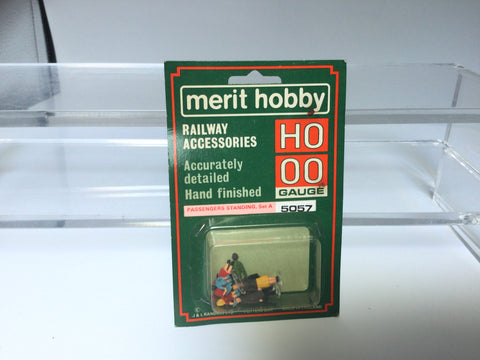 merit hobby
RAILWAY
ACCESSORIES
HO
OO
GAUGE
Accurately
detailed
Hand finished
PASSENGERS STANDING, Set A
5057